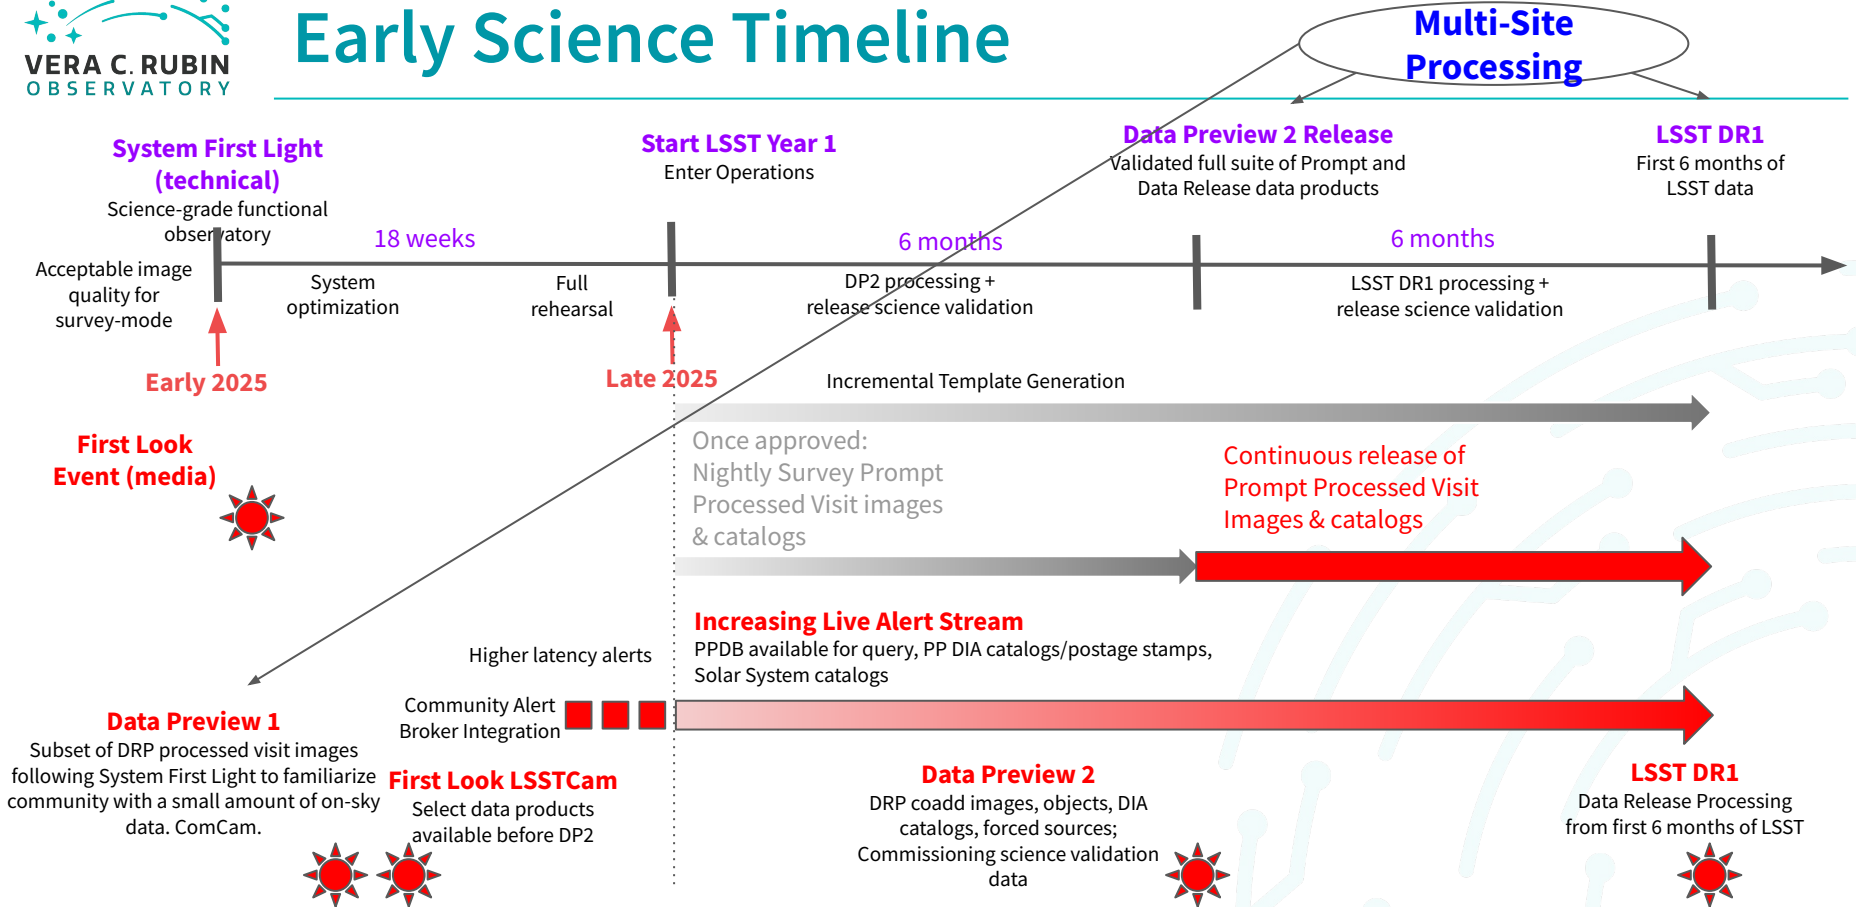 VERA C. RUBIN
OBSERVATORY
Early Science Timeline
Multi-Site
Processing
System First Light
(technical)
Science-grade functional
observatory
Start LSST Year 1
Enter Operations
Data Preview 2 Release
Validated full suite of Prompt and
Data Release data products
LSST DR1
First 6 months of
LSST data
18 weeks
6 months
6 months
Acceptable image
quality for
survey-mode
System
optimization
Full
rehearsal
DP2 processing +
release science validation
LSST DR1 processing +
release science validation
Early 2025
Late 2025
Incremental Template Generation
First Look
Event (media)
Once approved:
Nightly Survey Prompt
Processed Visit images
& catalogs
Continuous release of
Prompt Processed Visit
Images & catalogs
Increasing Live Alert Stream
PPDB available for query, PP DIA catalogs/postage stamps,
Solar System catalogs
Higher latency alerts
Community Alert
Broker Integration
Data Preview 1
Subset of DRP processed visit images
following System First Light to familiarize
community with a small amount of on-sky
data. ComCam.
First Look LSSTCam
Select data products
available before DP2
Data Preview 2
DRP coadd images, objects, DIA
catalogs, forced sources;
Commissioning science validation
data
LSST DR1
Data Release Processing
from first 6 months of LSST